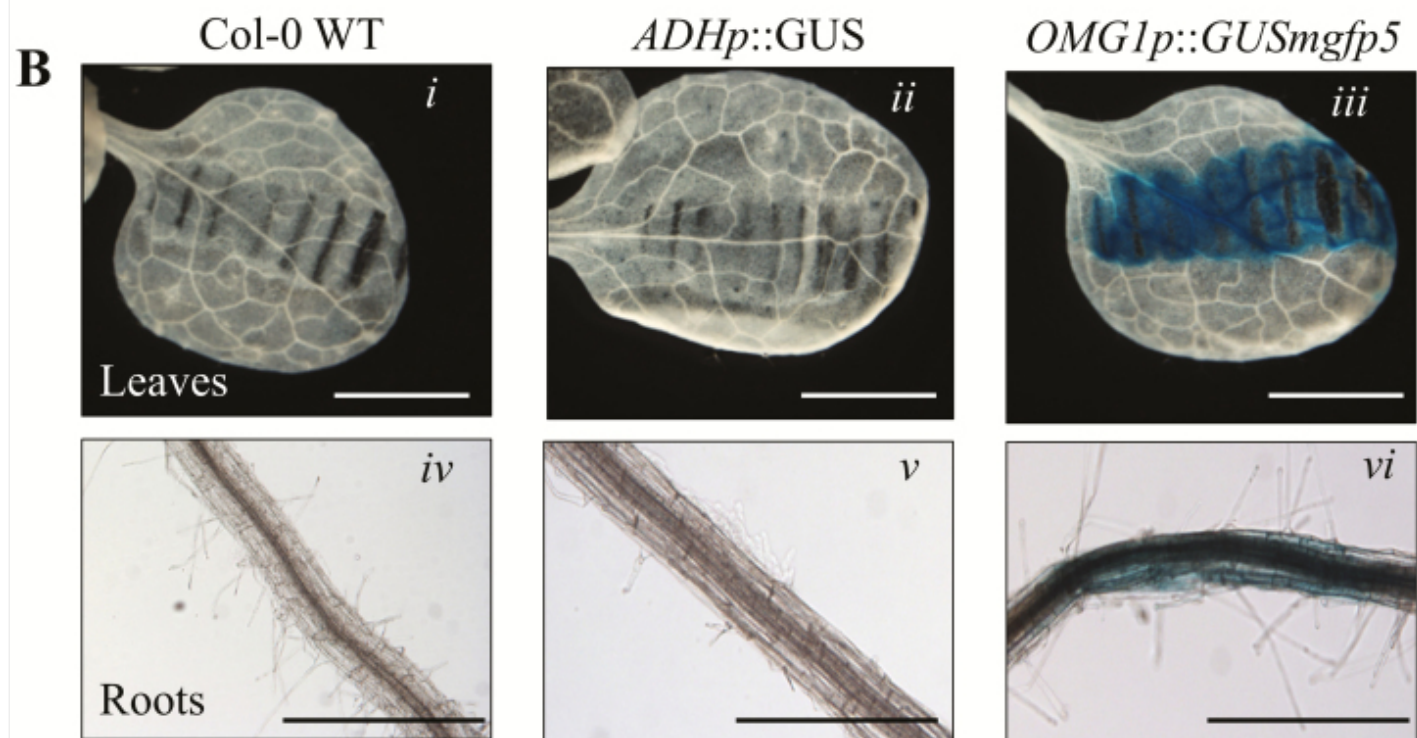 B
Col-0 WT
ADHp::GUS
OMG1p::GUSmgfp5
i
ii
iii
Leaves
iv
v
vi
Roots